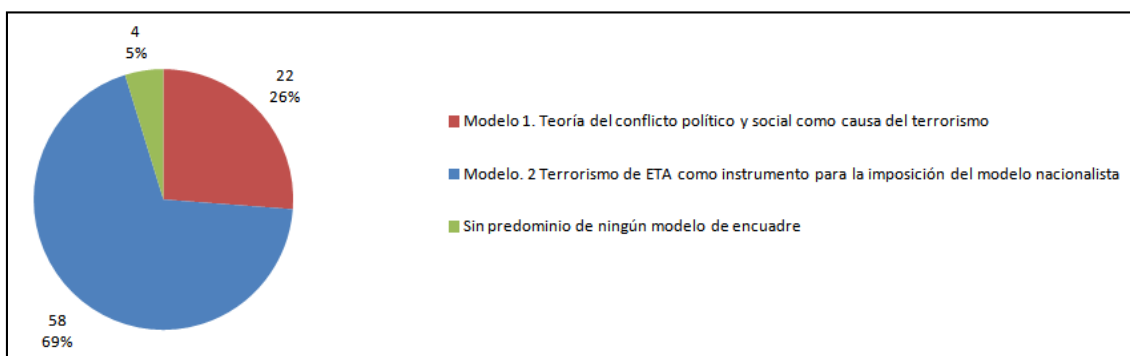 4
5%
22
26%
58
69%
Modelo 1. Teoría del conflicto político y social como causa del terrorismo
Modelo. 2 Terrorismo de ETA como instrumento para la imposición del modelo nacionalista
Sin predominio de ningún modelo de encuadre